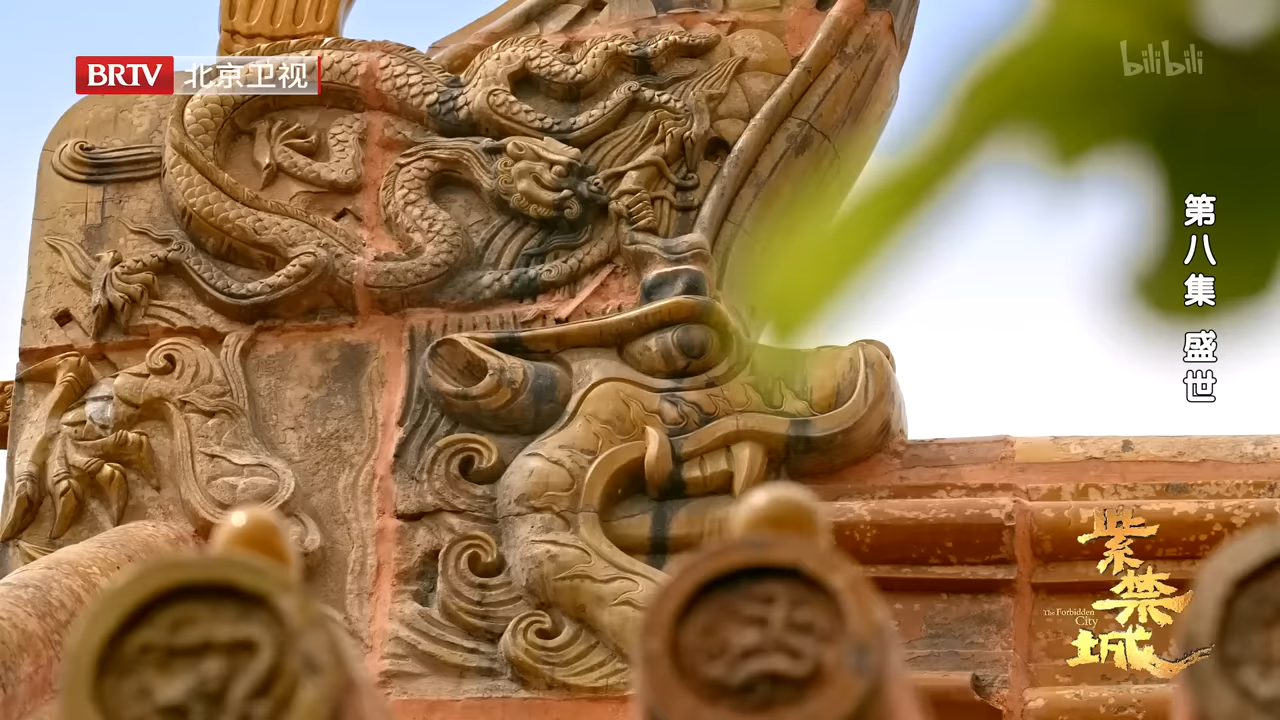 BRTV 北京卫视
bilibili
第八集 盛世
紫禁城
The Forbidden
City